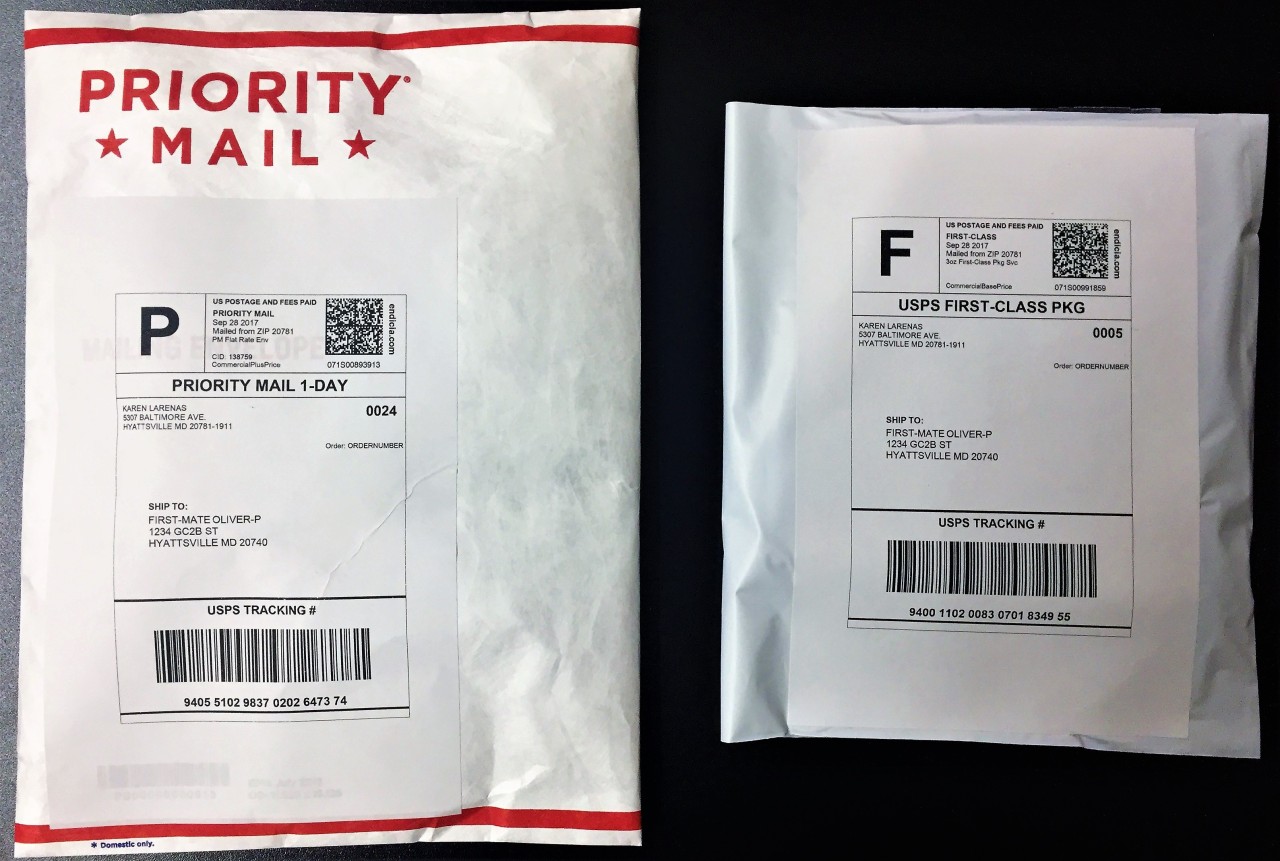 PRIORITY®
★ MAIL ★
P
US POSTAGE AND FEES PAID
PRIORITY MAIL
Sep 28 2017
Mailed from ZIP 20781
PM Flat Rate Env
CID: 138759
CommercialPlusPrice
071S00893913
endicia.com
MAILING ENVELOPE
PRIORITY MAIL 1-DAY
KAREN LARENAS
5307 BALTIMORE AVE.
HYATTSVILLE MD 20781-1911
0024
Order: ORDERNUMBER
SHIP TO:
FIRST-MATE OLIVER-P
1234 GC2B ST
HYATTSVILLE MD 20740
USPS TRACKING #
9405 5102 9837 0202 6473 74
* Domestic only.
F
US POSTAGE AND FEES PAID
FIRST-CLASS
Sep 28 2017
Mailed from ZIP 20781
3oz First-Class Pkg Svc
CommercialBasePrice
071S00991859
endicia.com
USPS FIRST-CLASS PKG
KAREN LARENAS
5307 BALTIMORE AVE.
HYATTSVILLE MD 20781-1911
0005
Order: ORDERNUMBER
SHIP TO:
FIRST-MATE OLIVER-P
1234 GC2B ST
HYATTSVILLE MD 20740
USPS TRACKING #
9400 1102 0083 0701 8349 55